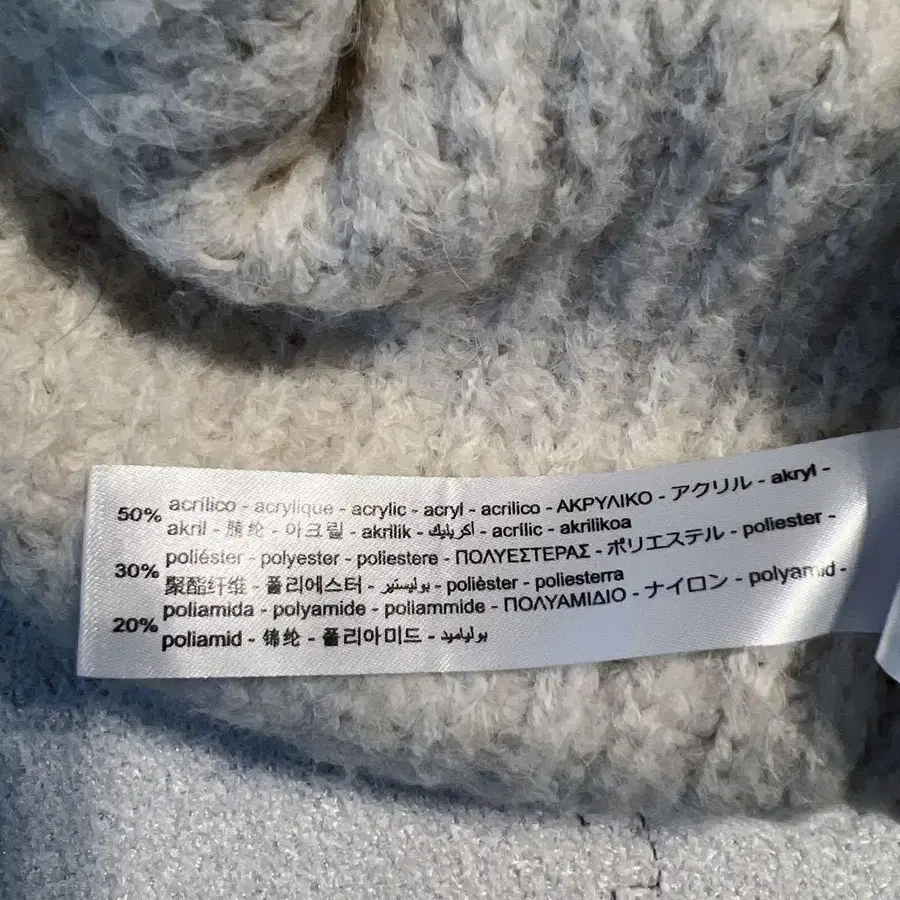 50% acrílico - acrylique - acrylic - acryl - acrilico - ΑΚΡΥΛΙΚΟ - アクリル - akryl -
akril - 腈纶 - 아크릴 - akrilik - أكريليك - acrílic - akrilikoa
30% poliéster - polyester - poliestere - ΠΟΛΥΕΣΤΕΡΑΣ - ポリエステル - poliester -
聚酯纤维 - 폴리에스터 - بوليستير - polièster - poliesterra
20% poliamida - polyamide - poliammide - ΠΟΛΥΑΜΙΔΙΟ - ナイロン - polyamid -
poliamid - 锦纶 - 폴리아미드 - بولياميد